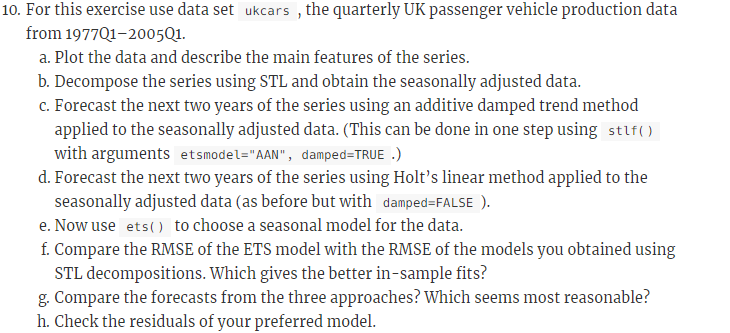 10. For this exercise use data set ukcars , the quarterly UK passenger vehicle production data
from 1977Q1–2005Q1.
a. Plot the data and describe the main features of the series.
b. Decompose the series using STL and obtain the seasonally adjusted data.
c. Forecast the next two years of the series using an additive damped trend method
applied to the seasonally adjusted data. (This can be done in one step using stlf()
with arguments etsmodel="AAN", damped=TRUE .)
d. Forecast the next two years of the series using Holt’s linear method applied to the
seasonally adjusted data (as before but with damped=FALSE ).
e. Now use ets() to choose a seasonal model for the data.
f. Compare the RMSE of the ETS model with the RMSE of the models you obtained using
STL decompositions. Which gives the better in-sample fits?
g. Compare the forecasts from the three approaches? Which seems most reasonable?
h. Check the residuals of your preferred model.